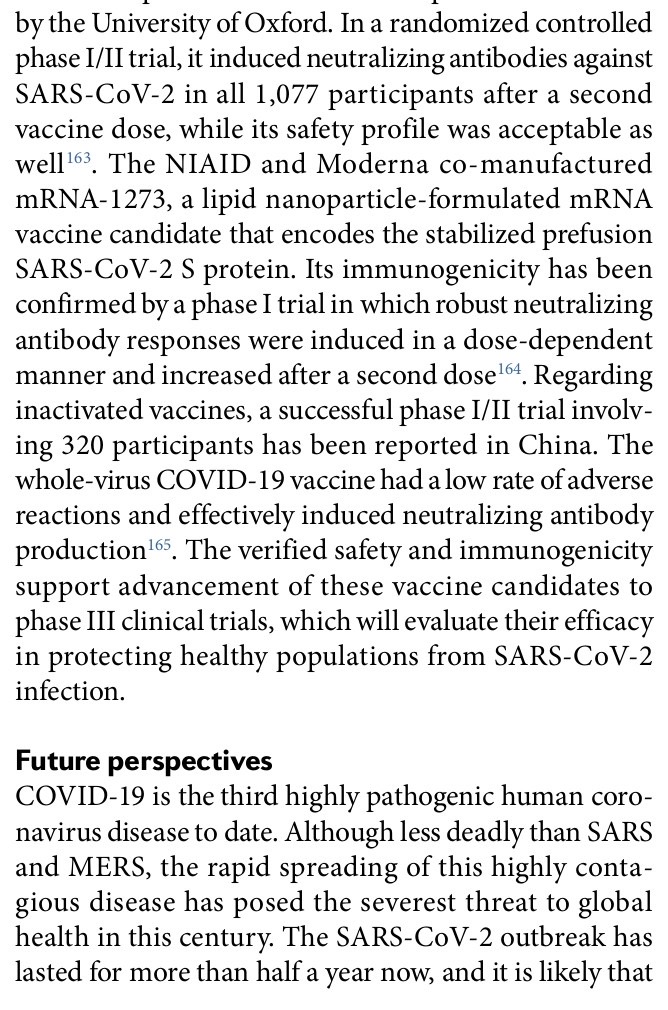 by the University of Oxford. In a randomized controlled
phase I/II trial, it induced neutralizing antibodies against
SARS-CoV-2 in all 1,077 participants after a second
vaccine dose, while its safety profile was acceptable as
well163. The NIAID and Moderna co-manufactured
mRNA-1273, a lipid nanoparticle-formulated mRNA
vaccine candidate that encodes the stabilized prefusion
SARS-CoV-2 S protein. Its immunogenicity has been
confirmed by a phase I trial in which robust neutralizing
antibody responses were induced in a dose-dependent
manner and increased after a second dose164. Regarding
inactivated vaccines, a successful phase I/II trial involv-
ing 320 participants has been reported in China. The
whole-virus COVID-19 vaccine had a low rate of adverse
reactions and effectively induced neutralizing antibody
production165. The verified safety and immunogenicity
support advancement of these vaccine candidates to
phase III clinical trials, which will evaluate their efficacy
in protecting healthy populations from SARS-CoV-2
infection.
Future perspectives
COVID-19 is the third highly pathogenic human coro-
navirus disease to date. Although less deadly than SARS
and MERS, the rapid spreading of this highly conta-
gious disease has posed the severest threat to global
health in this century. The SARS-CoV-2 outbreak has
lasted for more than half a year now, and it is likely that